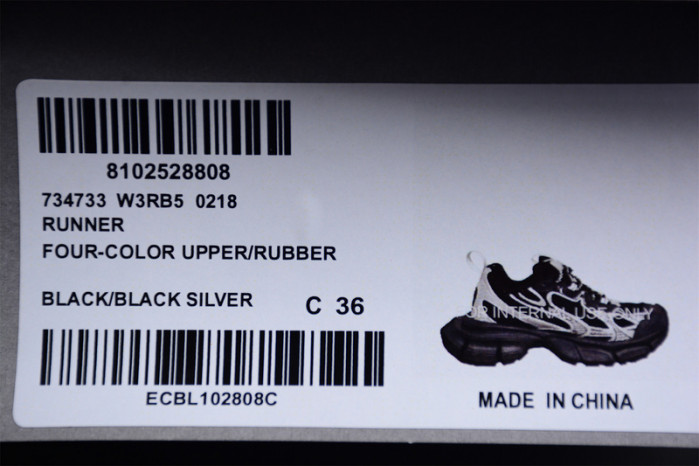 8102528808
734733 W3RB5 0218
RUNNER
FOUR-COLOR UPPER/RUBBER
BLACK/BLACK SILVER C 36
ECBL102808C
OR INTERNAL USE ONLY
MADE IN CHINA